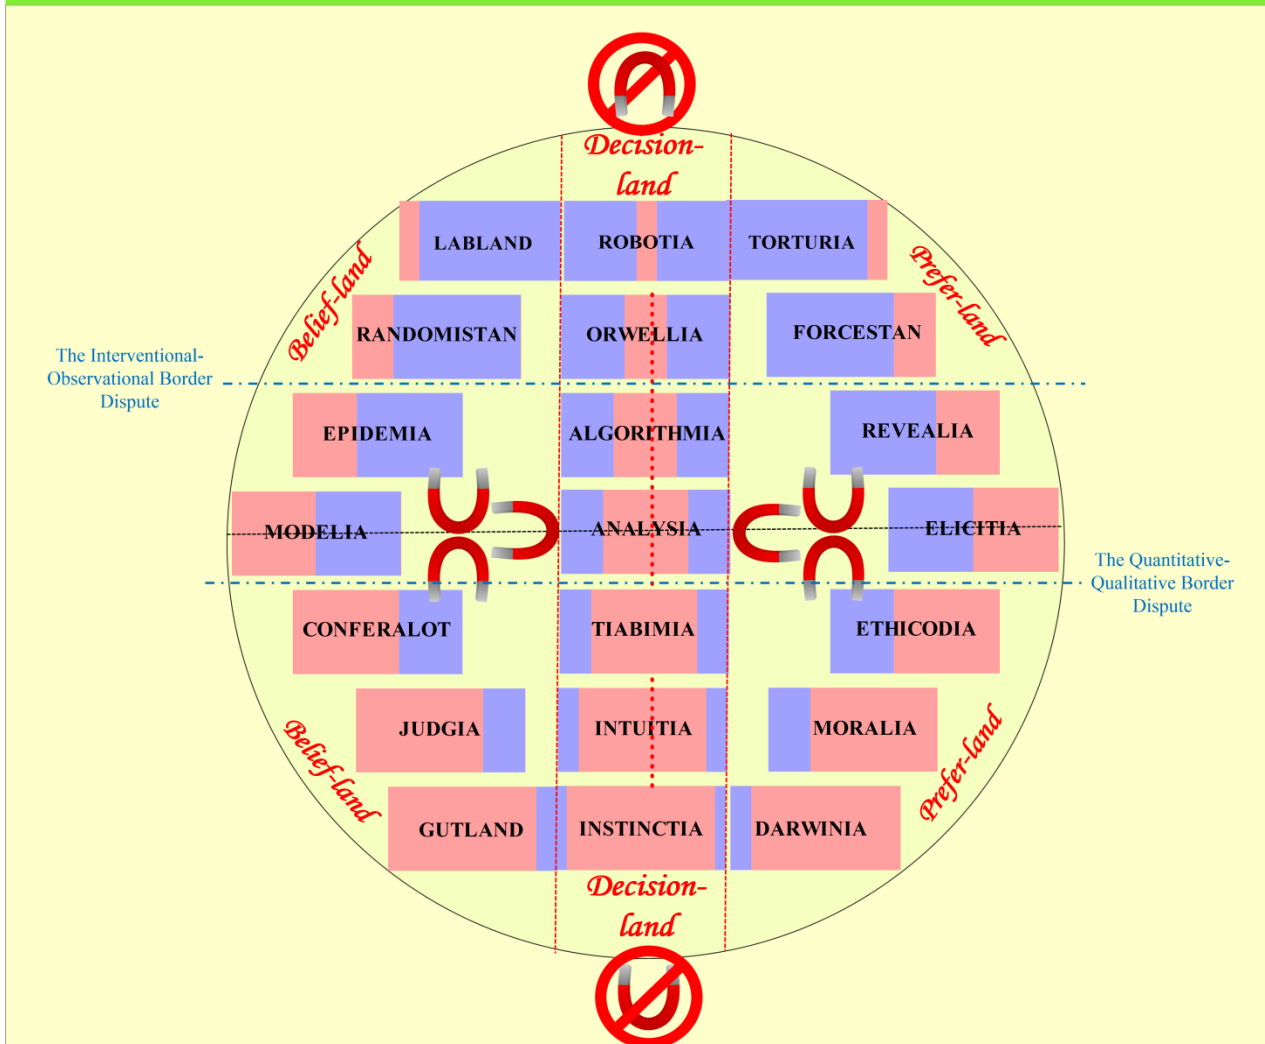 Decision-
land
LABLAND
ROBOTIA
TORTURIA
Belief-land
Prefer-land
RANDOMISTAN
ORWELLIA
FORCESTAN
The Interventional-
Observational Border
Dispute
EPIDEMIA
ALGORITHMIA
REVEALIA
MODELIA
ANALYSIA
ELICITIA
The Quantitative-
Qualitative Border
Dispute
CONFERALOT
TIABIMIA
ETHICODIA
JUDGIA
INTUITIA
MORALIA
Belief-land
Prefer-land
GUTLAND
INSTINCTIA
DARWINIA
Decision-
land